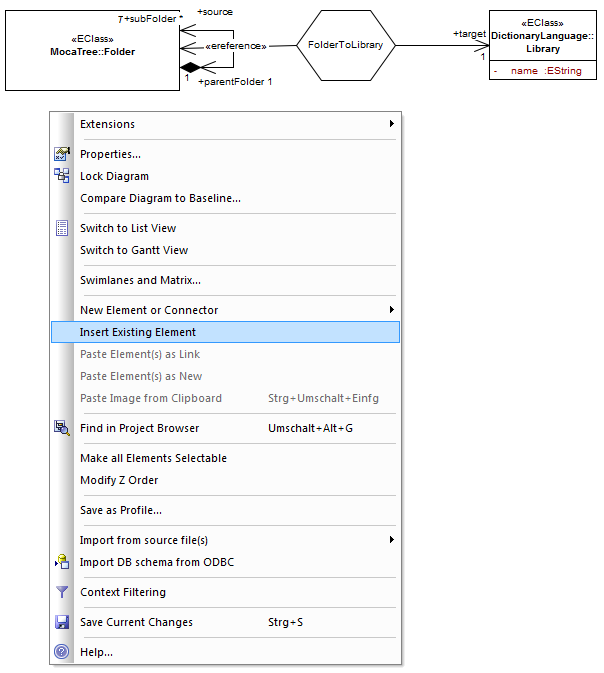 7+subFolder *
+source
«EClass»
MocaTree::Folder
«ereference»
1
+parentFolder 1
FolderToLibrary
+target
1
«EClass»
DictionaryLanguage::
Library
- name :EString
Extensions
Properties...
Lock Diagram
Compare Diagram to Baseline...
Switch to List View
Switch to Gantt View
Swimlanes and Matrix...
New Element or Connector
Insert Existing Element
Paste Element(s) as Link
Paste Element(s) as New
Paste Image from Clipboard Strg+Umschalt+Einfg
Find in Project Browser Umschalt+Alt+G
Make all Elements Selectable
Modify Z Order
Save as Profile...
Import from source file(s)
Import DB schema from ODBC
Context Filtering
Save Current Changes Strg+S
Help...